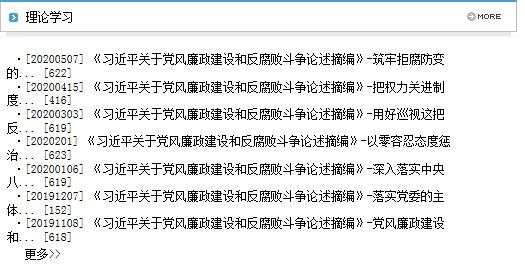 理论学习
MORE
·[20200507]《习近平关于党风廉政建设和反腐败斗争论述摘编》-筑牢拒腐防变
的... [622]
·[20200415]《习近平关于党风廉政建设和反腐败斗争论述摘编》-把权力关进制
度... [416]
·[20200303]《习近平关于党风廉政建设和反腐败斗争论述摘编》-用好巡视这把
反... [619]
·[2020201]《习近平关于党风廉政建设和反腐败斗争论述摘编》-以零容忍态度惩
治... [623]
·[20200106]《习近平关于党风廉政建设和反腐败斗争论述摘编》-深入落实中央
八... [619]
·[20191207]《习近平关于党风廉政建设和反腐败斗争论述摘编》-落实党委的主
体... [152]
·[20191108]《习近平关于党风廉政建设和反腐败斗争论述摘编》-党风廉政建设
和... [618]
更多>>